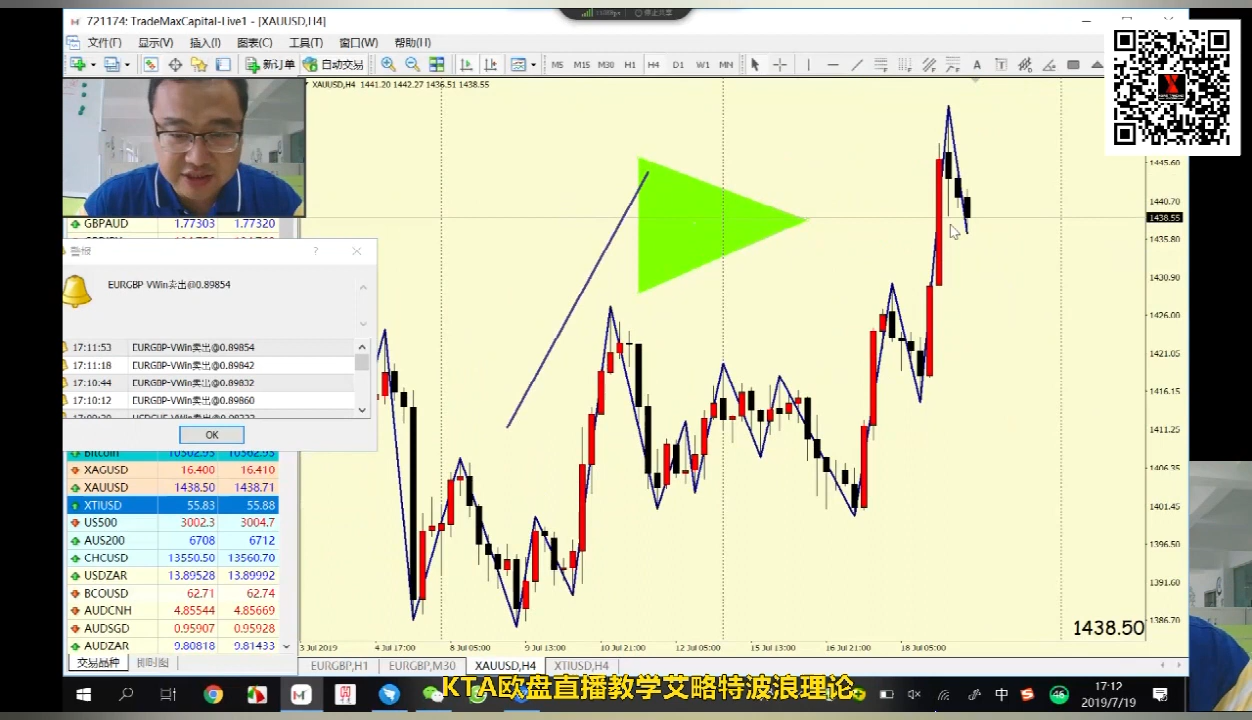 721174: TradeMaxCapital-Live1 - [XAUUSD,H4]
文件(F) 显示(V) 插入(I) 图表(C) 工具(T) 窗口(W) 帮助(H)
新订单 自动交易 M5 M15 M30 H1 H4 D1 W1 MN
XAUUSD,H4 1441.20 1442.27 1436.51 1438.55
GBPAUD 1.77303 1.77320
警报
EURGBP-VWin卖出@0.89854
17:11:53 EURGBP-VWin卖出@0.89854
17:11:18 EURGBP-VWin卖出@0.89842
17:10:44 EURGBP-VWin卖出@0.89832
17:10:12 EURGBP-VWin卖出@0.89860
OK
XAGUSD 16.400 16.410
XAUUSD 1438.50 1438.71
XTIUSD 55.83 55.88
US500 3002.3 3004.7
AUS200 6708 6712
CHCUSD 13550.50 13560.70
USDZAR 13.89528 13.89992
BCOUSD 62.71 62.74
AUDCNH 4.85544 4.85669
AUDSGD 0.95907 0.95928
AUDZAR 9.80818 9.81433
交易品种 即时图
1445.60
1440.70
1438.55
1435.80
1430.90
1426.00
1421.05
1416.15
1411.25
1406.35
1401.45
1396.50
1391.60
1386.70
1438.50
3 Jul 2019 4 Jul 17:00 8 Jul 05:00 9 Jul 13:00 10 Jul 21:00 12 Jul 05:00 15 Jul 13:00 16 Jul 21:00 18 Jul 05:00
EURGBP,H1 EURGBP,M30 XAUUSD,H4 XTIUSD,H4
KTA欧盘直播教学艾略特波浪理论
中 46 17:12
2019/7/19